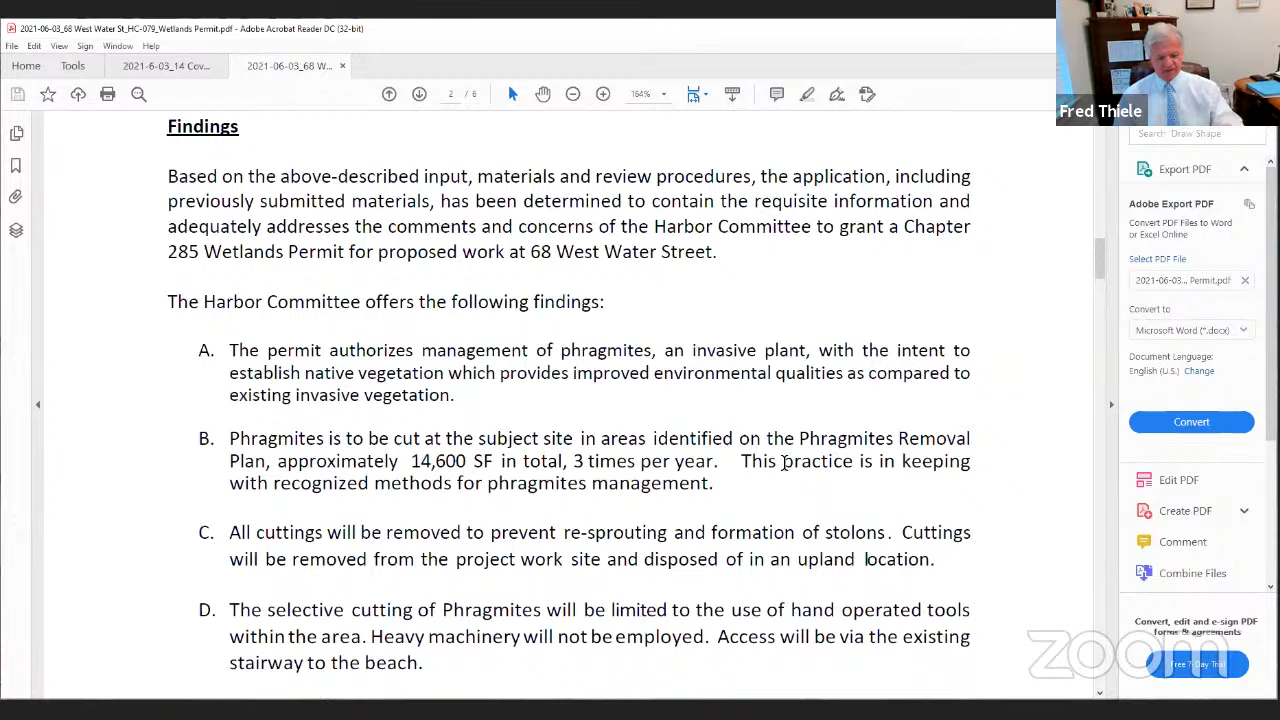 2021-06-03_68 West Water St_HC-079_Wetlands Permit.pdf - Adobe Acrobat Reader DC (32-bit)
File Edit View Sign Window Help
Home Tools 2021-6-03_14 Cov... 2021-06-03_68 W... ×
2 / 6 164%
Fred Thiele
Findings
Based on the above-described input, materials and review procedures, the application, including
previously submitted materials, has been determined to contain the requisite information and
adequately addresses the comments and concerns of the Harbor Committee to grant a Chapter
285 Wetlands Permit for proposed work at 68 West Water Street.
The Harbor Committee offers the following findings:
A. The permit authorizes management of phragmites, an invasive plant, with the intent to
establish native vegetation which provides improved environmental qualities as compared to
existing invasive vegetation.
B. Phragmites is to be cut at the subject site in areas identified on the Phragmites Removal
Plan, approximately 14,600 SF in total, 3 times per year. This practice is in keeping
with recognized methods for phragmites management.
C. All cuttings will be removed to prevent re-sprouting and formation of stolons. Cuttings
will be removed from the project work site and disposed of in an upland location.
D. The selective cutting of Phragmites will be limited to the use of hand operated tools
within the area. Heavy machinery will not be employed. Access will be via the existing
stairway to the beach.
Search 'Draw Shape'
Export PDF
Adobe Export PDF
Convert PDF Files to Word
or Excel Online
Select PDF File
2021-06-03... Permit.pdf ×
Convert to
Microsoft Word (*.docx)
Document Language:
English (U.S.) Change
Convert
Edit PDF
Create PDF
Comment
Combine Files
Convert, edit and e-sign PDF
forms & agreements
Free 7-Day Trial
zoom